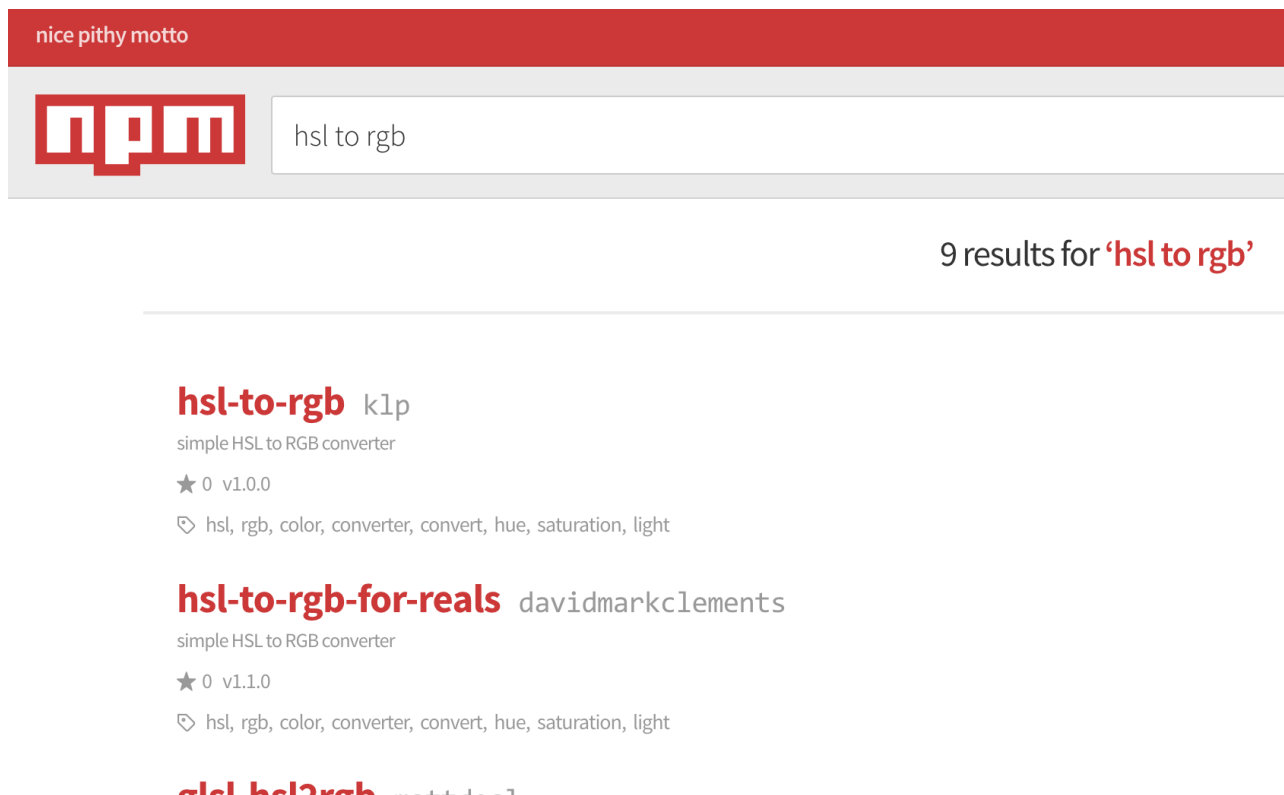 nice pithy motto
npm
hsl to rgb
9 results for ‘hsl to rgb’
hsl-to-rgb klp
simple HSL to RGB converter
0 v1.0.0
hsl, rgb, color, converter, convert, hue, saturation, light
hsl-to-rgb-for-reals davidmarkclements
simple HSL to RGB converter
0 v1.1.0
hsl, rgb, color, converter, convert, hue, saturation, light
glsl-hsl2rgb